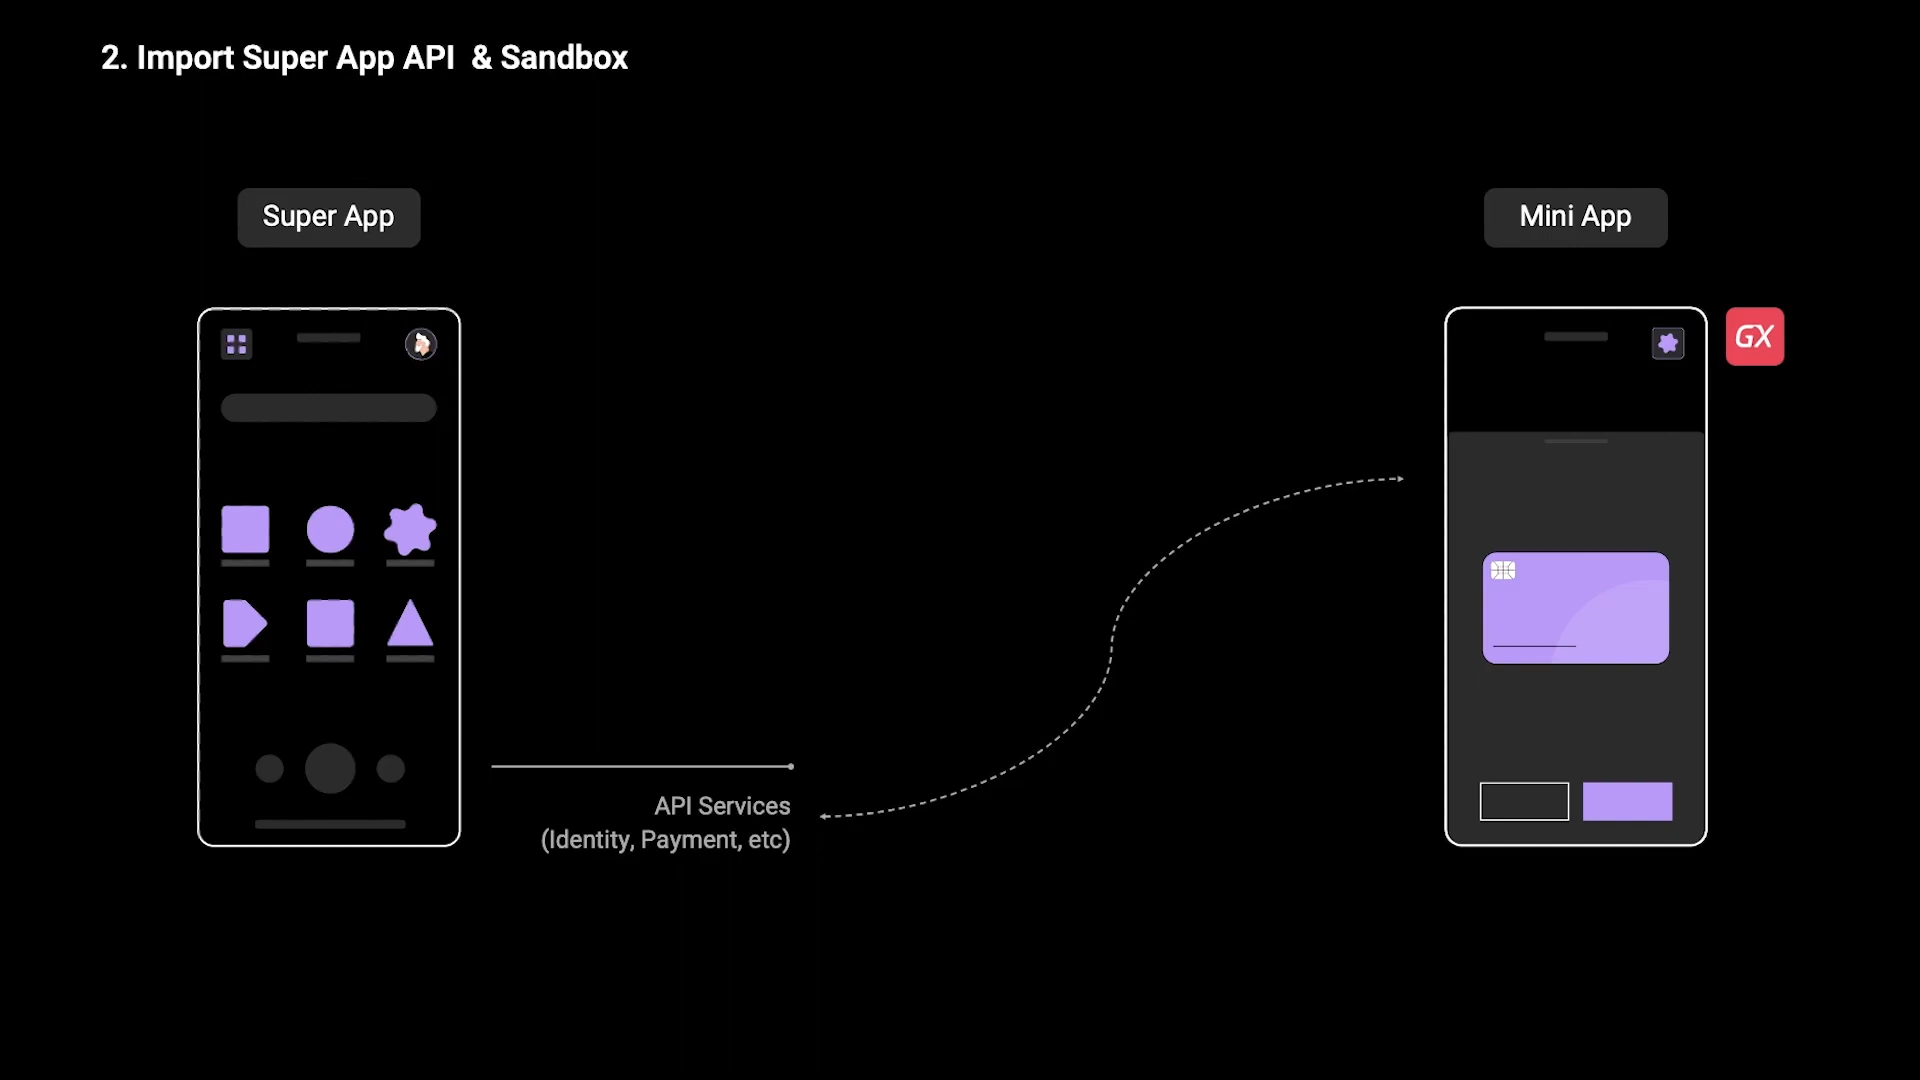 2. Import Super App API & Sandbox
Super App
Mini App
GX
API Services
(Identity, Payment, etc)